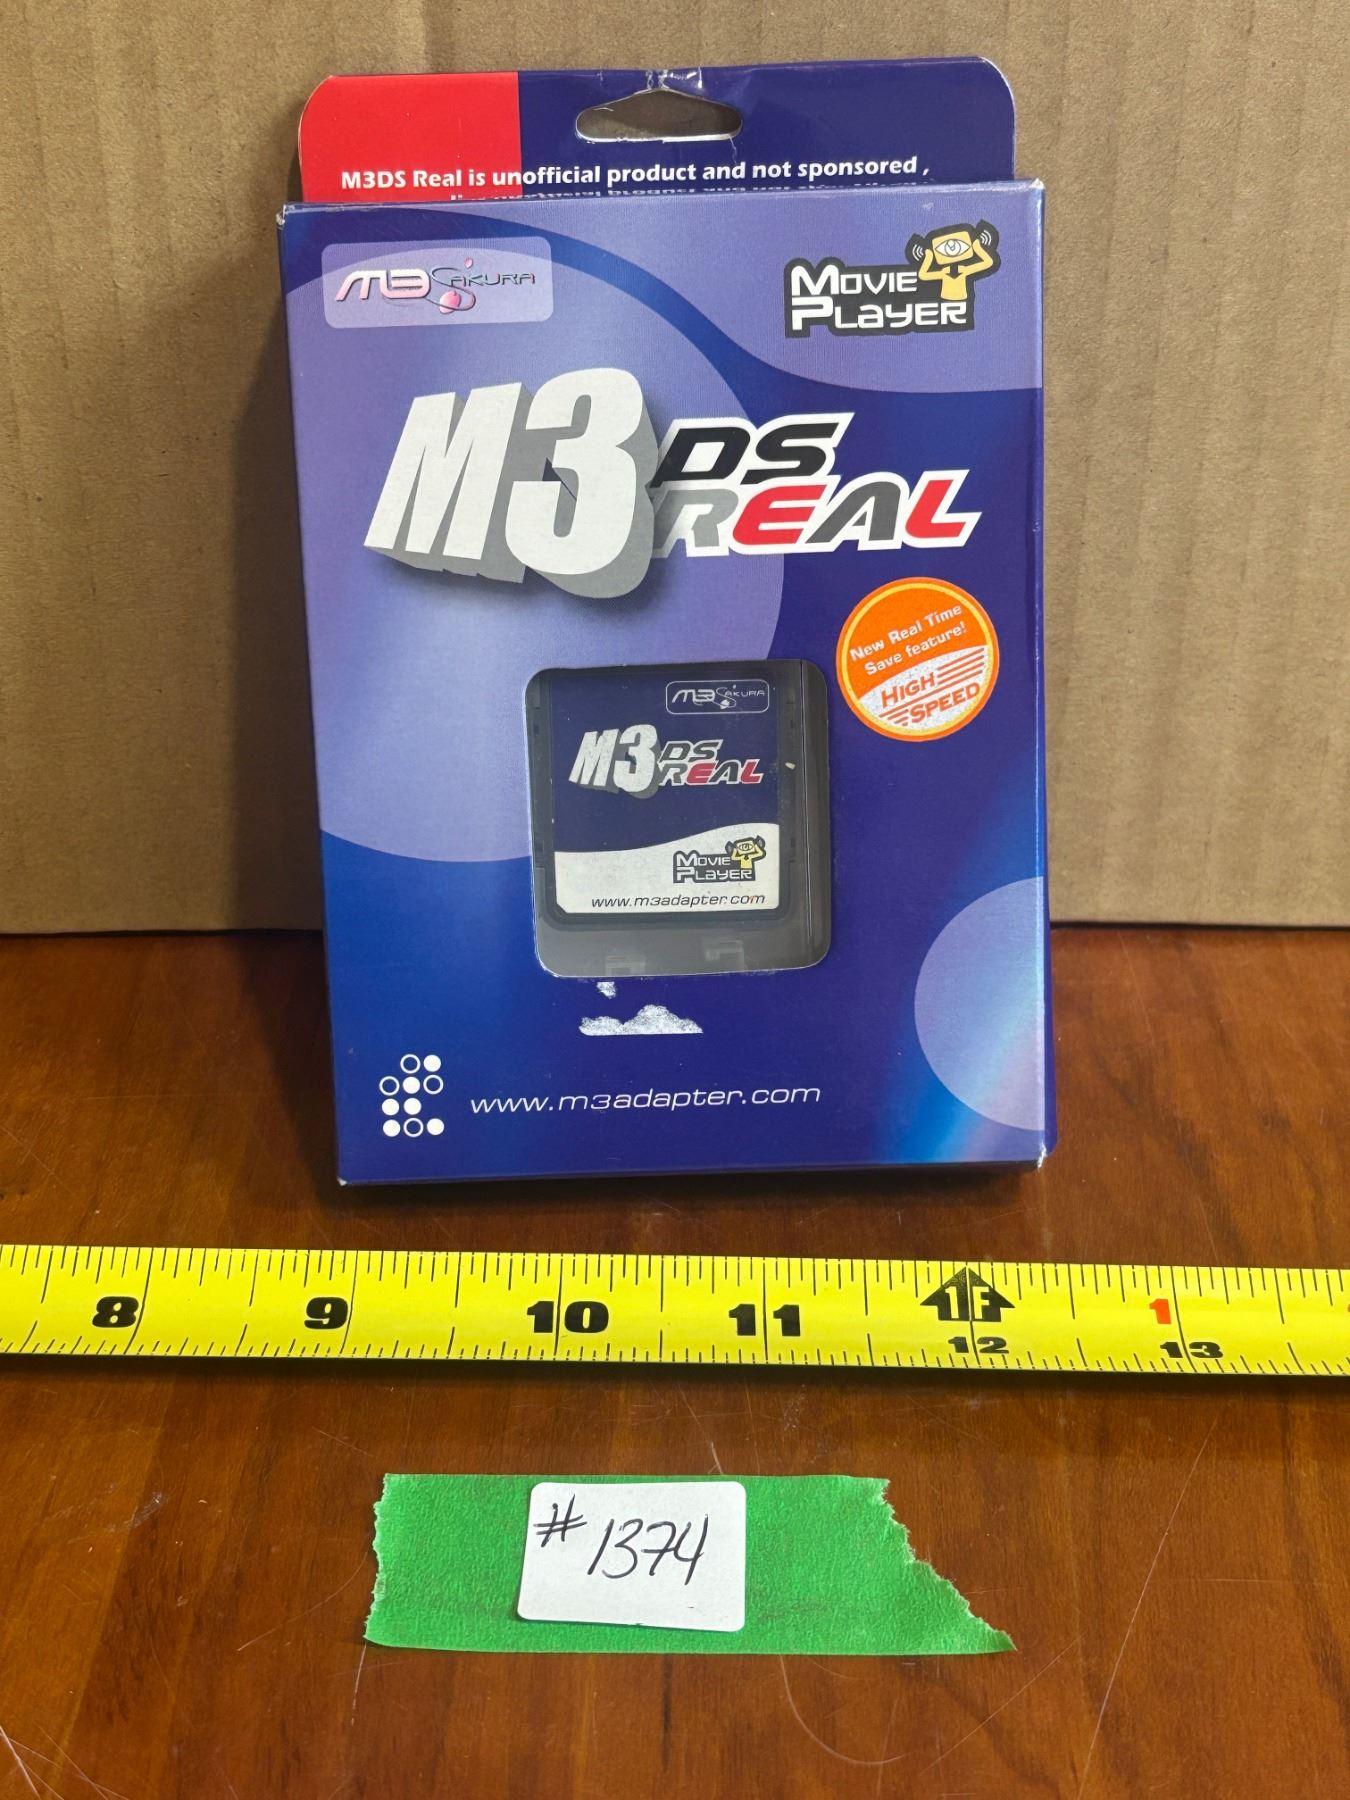 M3DS Real is unofficial product and not sponsored ,
M3 SAKURA
MOVIE
PLAYER
M3 DS
REAL
New Real Time
Save feature!
HIGH
SPEED
M3 SAKURA
M3 DS
REAL
MOVIE
PLAYER
www.m3adapter.com
www.m3adapter.com
8 9 10 11 1F 1
12 13
# 1374